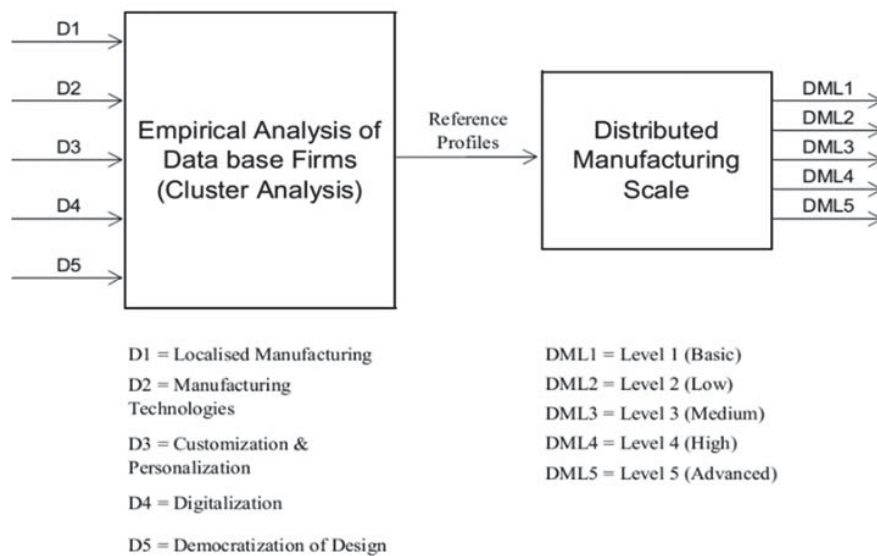 D1
D2
D3
D4
D5
Empirical Analysis of
Data base Firms
(Cluster Analysis)
Reference
Profiles
Distributed
Manufacturing
Scale
DML1
DML2
DML3
DML4
DML5
D1 = Localised Manufacturing
D2 = Manufacturing
Technologies
D3 = Customization &
Personalization
D4 = Digitalization
D5 = Democratization of Design
DML1 = Level 1 (Basic)
DML2 = Level 2 (Low)
DML3 = Level 3 (Medium)
DML4 = Level 4 (High)
DML5 = Level 5 (Advanced)